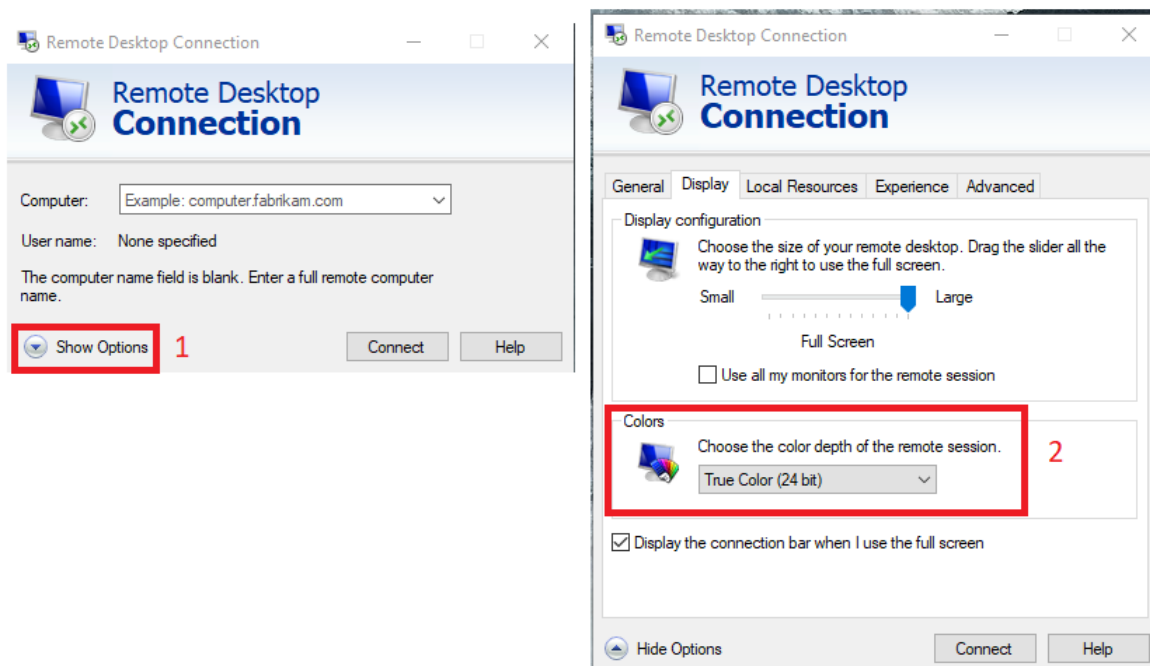 Remote Desktop Connection
Remote Desktop
Connection
Computer:
Example: computer.fabrikam.com
User name: None specified
The computer name field is blank. Enter a full remote computer
name.
Show Options
1
Connect
Help
Remote Desktop Connection
Remote Desktop
Connection
General
Display
Local Resources
Experience
Advanced
Display configuration
Choose the size of your remote desktop. Drag the slider all the
way to the right to use the full screen.
Small
Large
Full Screen
Use all my monitors for the remote session
Colors
Choose the color depth of the remote session.
True Color (24 bit)
2
Display the connection bar when I use the full screen
Hide Options
Connect
Help